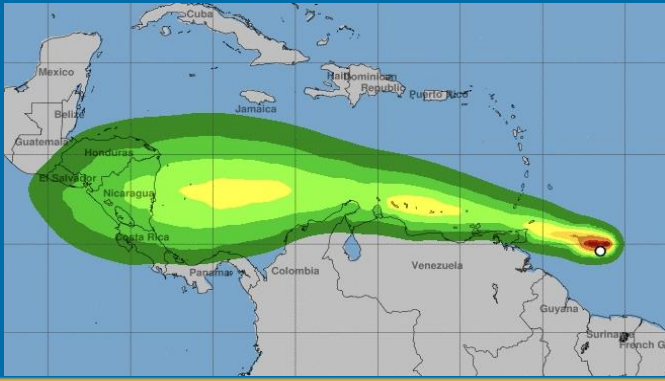 Cuba
Mexico
Haiti
Dominican
Republic
Puerto Rico
Jamaica
Belize
Guatemala
Honduras
El Salvador
Nicaragua
Costa Rica
Panama
Colombia
Venezuela
Guyana
Suriname
French G